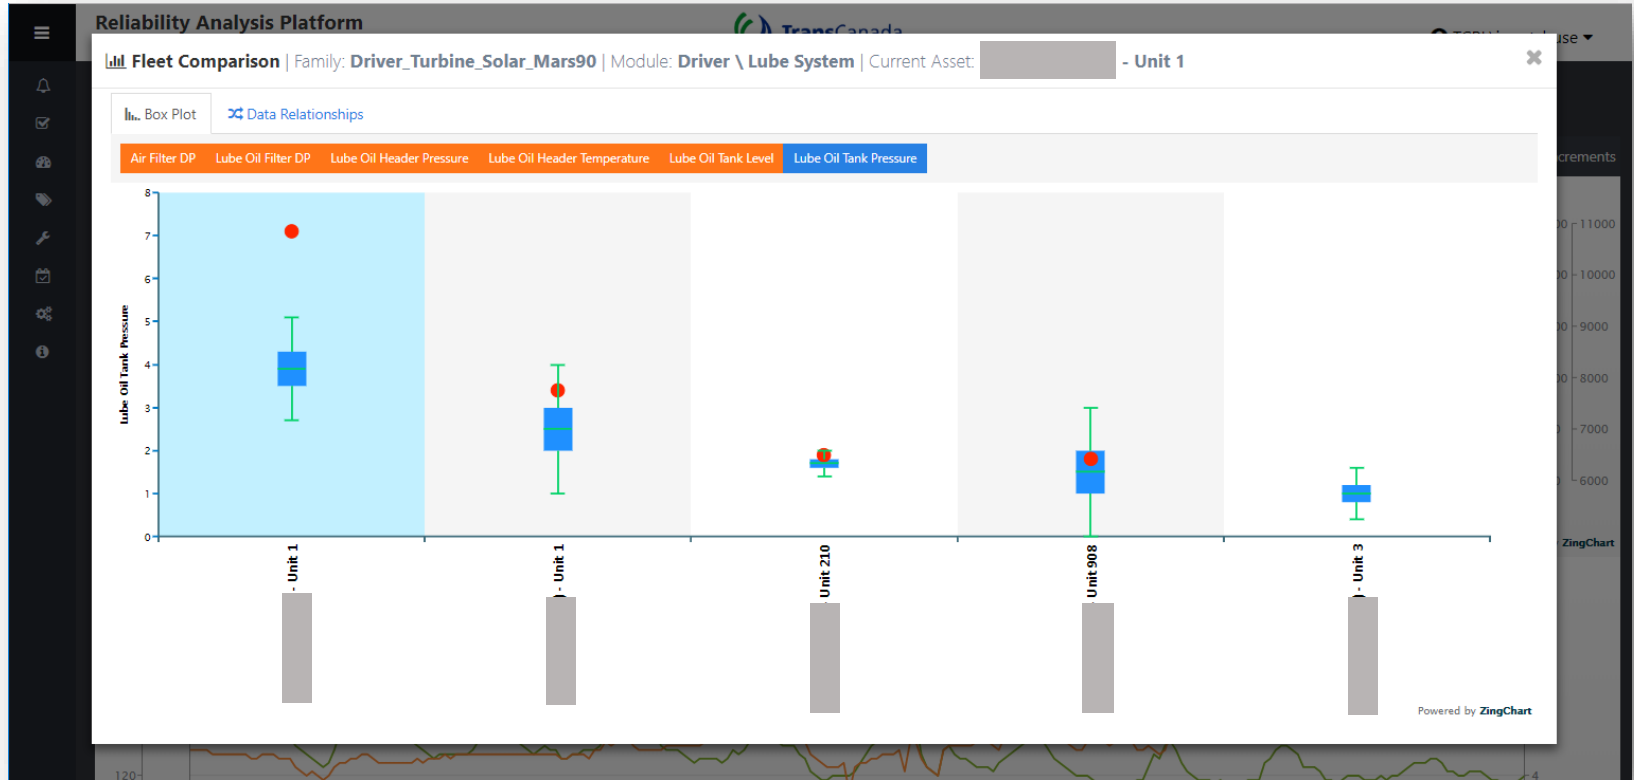 Reliability Analysis Platform
TransCanada
Fleet Comparison | Family: Driver_Turbine_Solar_Mars90 | Module: Driver \ Lube System | Current Asset: - Unit 1
Box Plot
Data Relationships
Air Filter DP
Lube Oil Filter DP
Lube Oil Header Pressure
Lube Oil Header Temperature
Lube Oil Tank Level
Lube Oil Tank Pressure
crements
8
7
6
5
4
3
2
1
0
Lube Oil Tank Pressure
11000
10000
9000
8000
7000
6000
- Unit 1
- Unit 1
Unit 210
Unit 908
- Unit 3
ZingChart
Powered by ZingChart
120
4